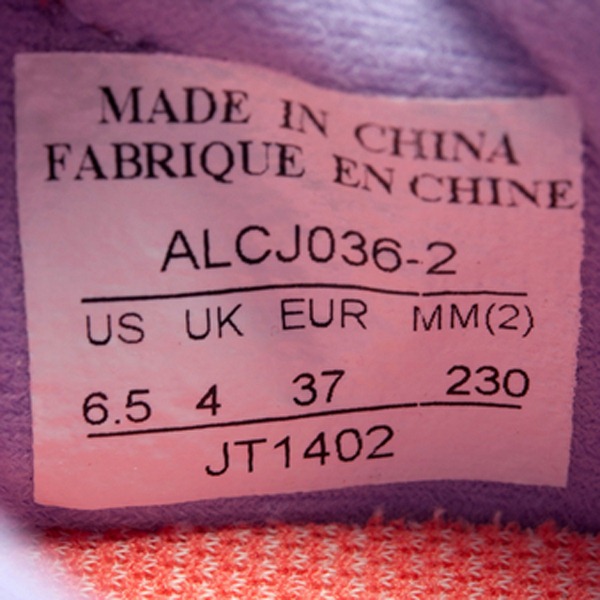 MADE IN CHINA
FABRIQUE EN CHINE
ALCJ036-2
US UK EUR MM(2)
6.5 4 37 230
JT1402